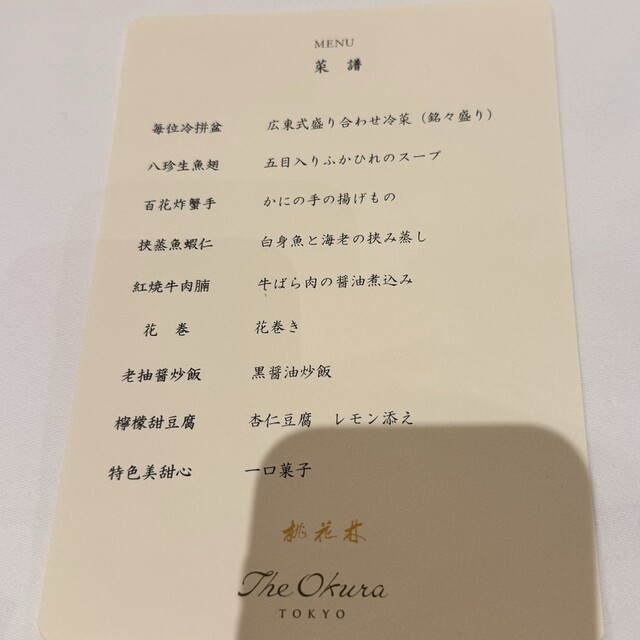 MENU
菜 譜
每位冷拼盆 広東式盛り合わせ冷菜（銘々盛り）
八珍生魚翅 五目入りふかひれのスープ
百花炸蟹手 かにの手の揚げもの
挾蒸魚蝦仁 白身魚と海老の挟み蒸し
紅燒牛肉腩 牛ばら肉の醤油煮込み
花 巻 花巻き
老抽醬炒飯 黒醤油炒飯
檸檬甜豆腐 杏仁豆腐 レモン添え
特色美甜心 一口菓子
桃花林
The Okura
TOKYO